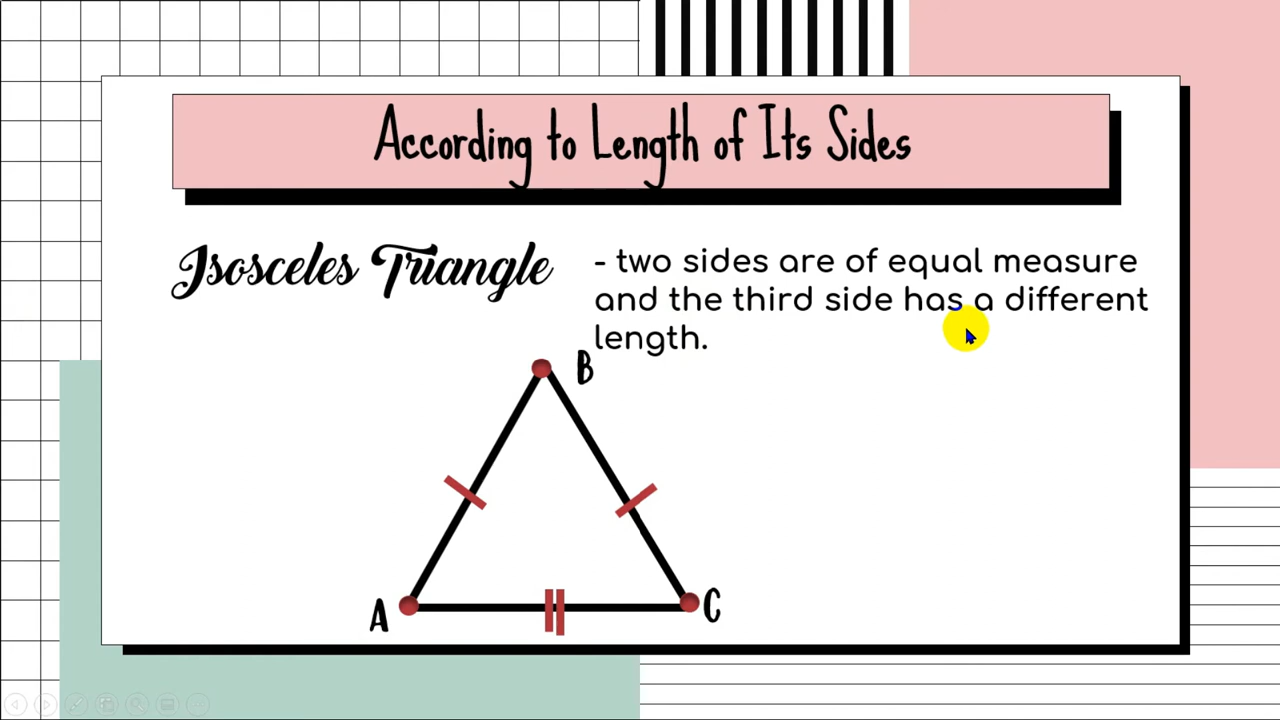 According to Length of Its Sides
Isosceles Triangle
- two sides are of equal measure
and the third side has a different
length.
B
A
C